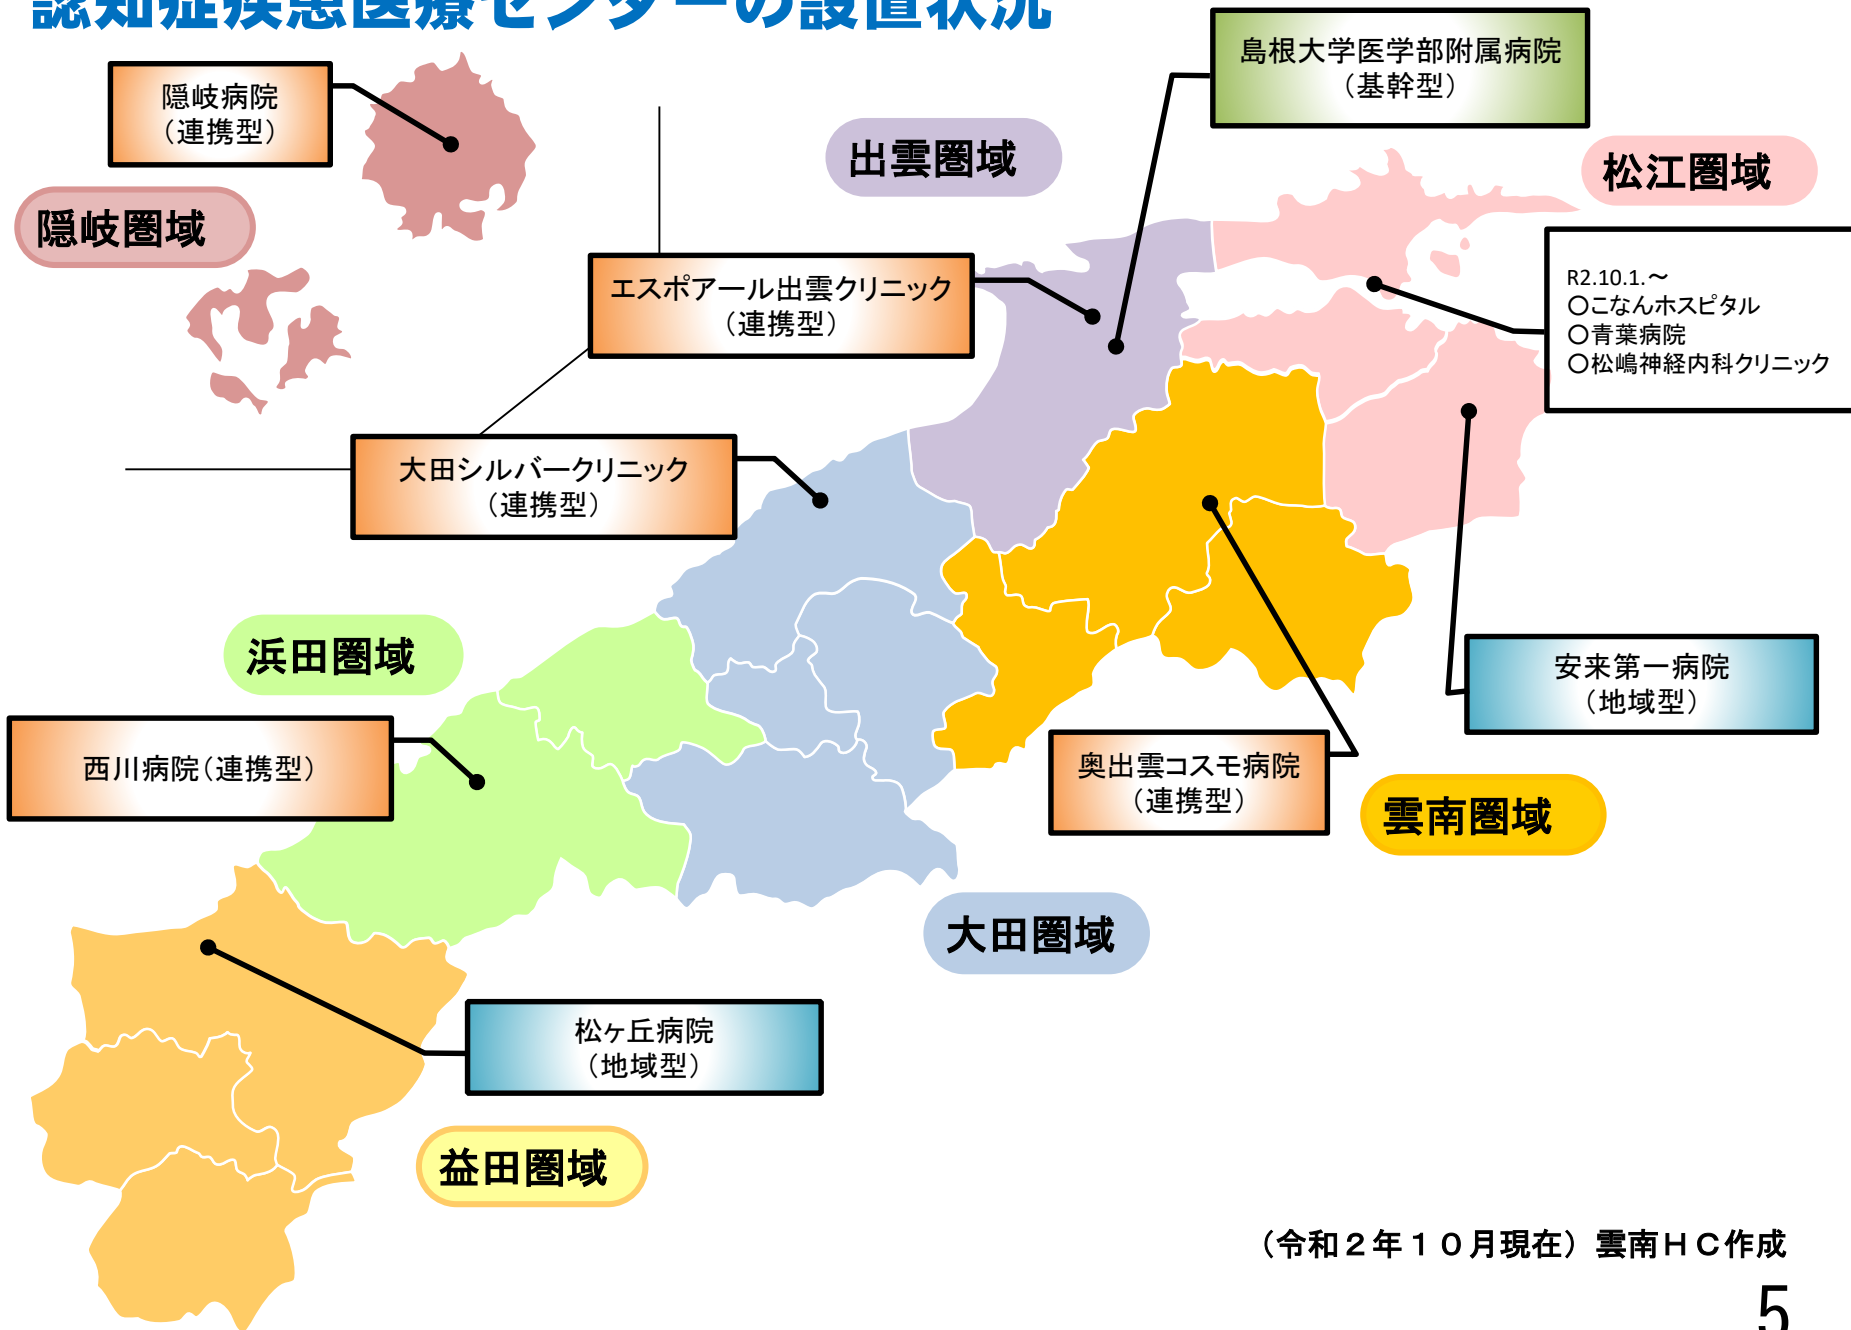 認知症疾患医療センターの設置状況
島根大学医学部附属病院
（基幹型）
隠岐病院
（連携型）
出雲圏域
松江圏域
隠岐圏域
エスポアール出雲クリニック
（連携型）
R2.10.1.～
〇こなんホスピタル
〇青葉病院
〇松嶋神経内科クリニック
大田シルバークリニック
（連携型）
浜田圏域
安来第一病院
（地域型）
西川病院（連携型）
奥出雲コスモ病院
（連携型）
雲南圏域
大田圏域
松ヶ丘病院
（地域型）
益田圏域
（令和２年１０月現在）雲南ＨＣ作成
5